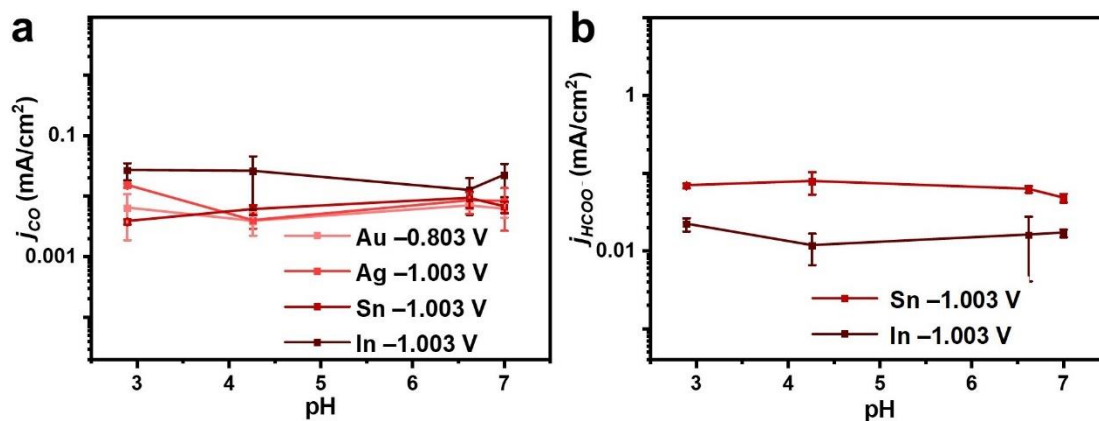 a
j CO (mA/cm²)
0.1
0.001
Au –0.803 V
Ag –1.003 V
Sn –1.003 V
In –1.003 V
3 4 5 6 7
pH
b
j HCOO⁻ (mA/cm²)
1
0.01
Sn –1.003 V
In –1.003 V
3 4 5 6 7
pH